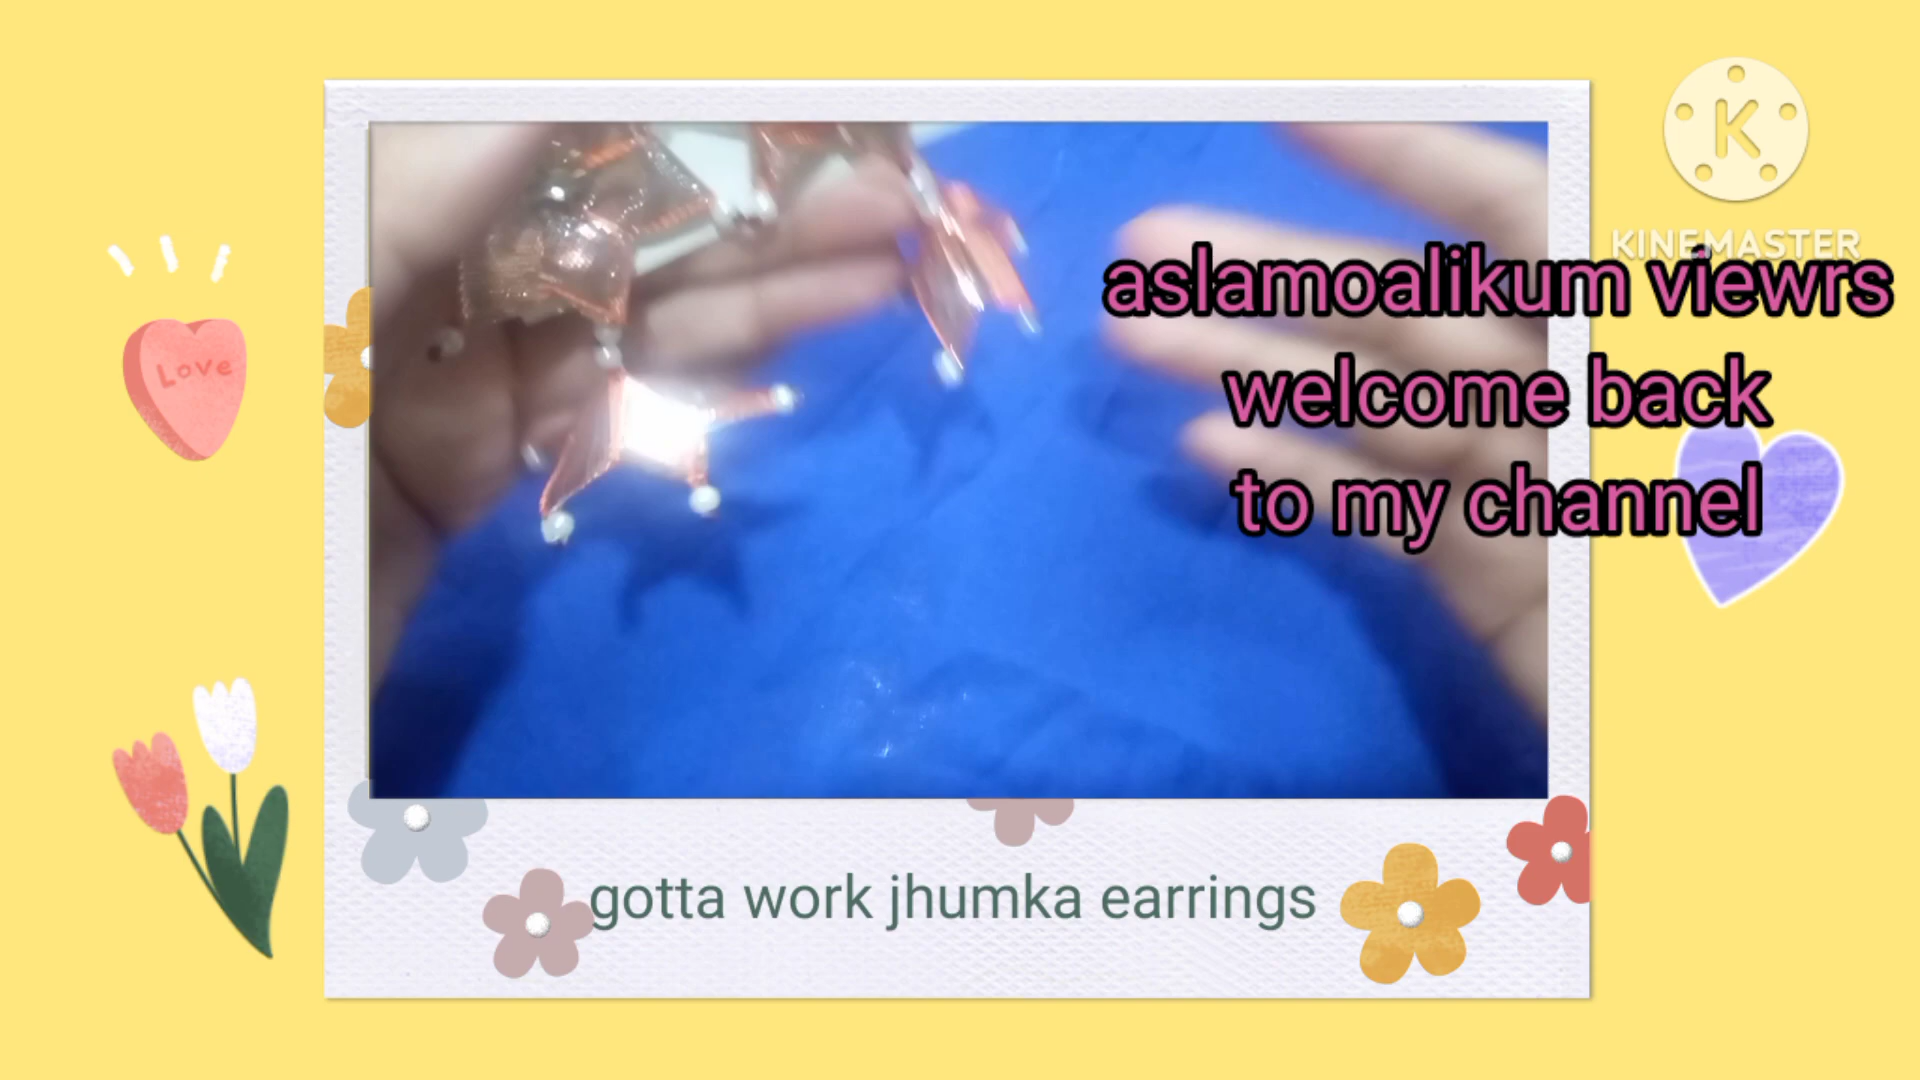 K
KINEMASTER
aslamoalikum viewrs
welcome back
to my channel
Love
gotta work jhumka earrings